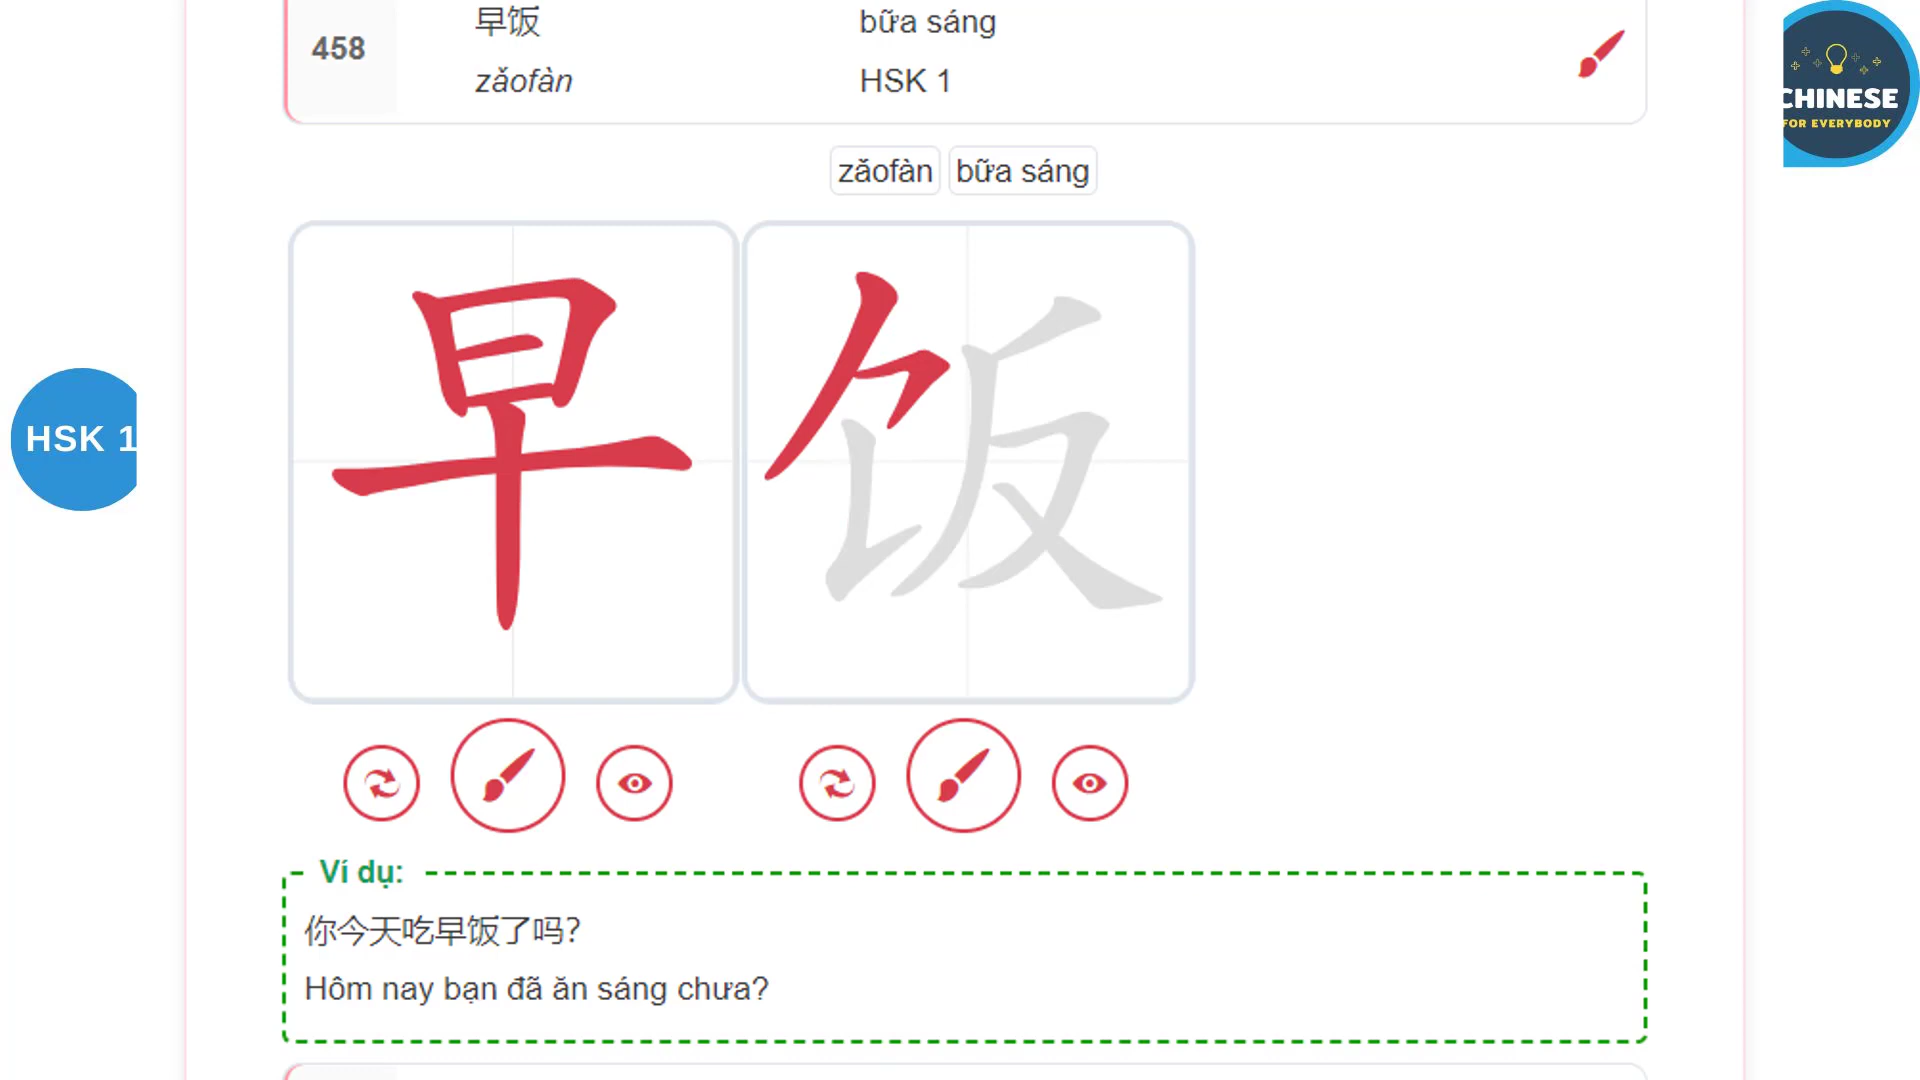 早饭
bữa sáng
458
zǎofàn
HSK 1
CHINESE
FOR EVERYBODY
zǎofàn
bữa sáng
早饭
HSK 1
Ví dụ:
你今天吃早饭了吗?
Hôm nay bạn đã ăn sáng chưa?